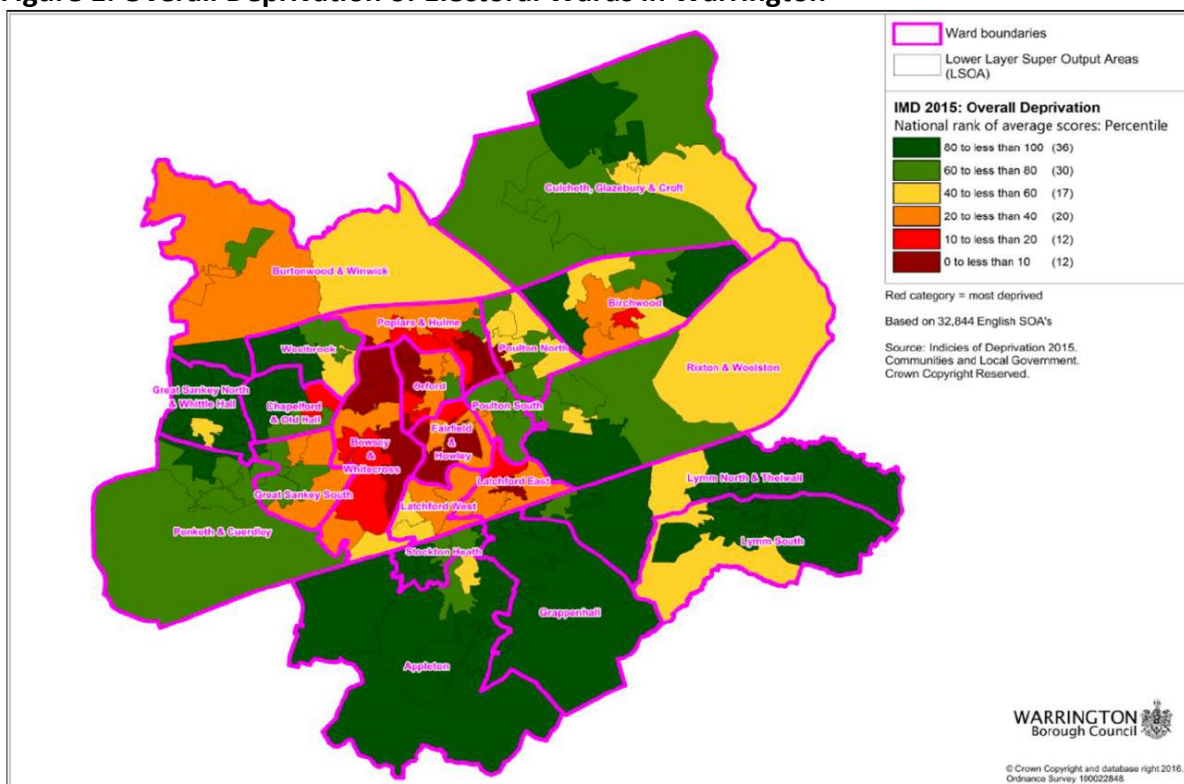 Figure 2: Overall Deprivation of Electoral Wards in Warrington
Ward boundaries
Lower Layer Super Output Areas
(LSOA)
IMD 2015: Overall Deprivation
National rank of average scores: Percentile
80 to less than 100 (36)
60 to less than 80 (30)
40 to less than 60 (17)
20 to less than 40 (20)
10 to less than 20 (12)
0 to less than 10 (12)
Red category = most deprived
Based on 32,844 English SOA's
Source: Indicies of Deprivation 2015.
Communities and Local Government.
Crown Copyright Reserved.
Culcheth, Glazebury & Croft
Burtonwood & Winwick
Birchwood
Poplars & Hulme
Poulton North
Westbrook
Rixton & Woolston
Orford
Great Sankey North
& Whittle Hall
Chapelford
& Old Hall
Poulton South
Fairfield
&
Howley
Bewsey
&
Whitecross
Latchford East
Lymm North & Thelwall
Great Sankey South
Latchford West
Penketh & Cuerdley
Lymm South
Stockton Heath
Grappenhall
Appleton
WARRINGTON
Borough Council
© Crown Copyright and database right 2016.
Ordnance Survey 100022848.